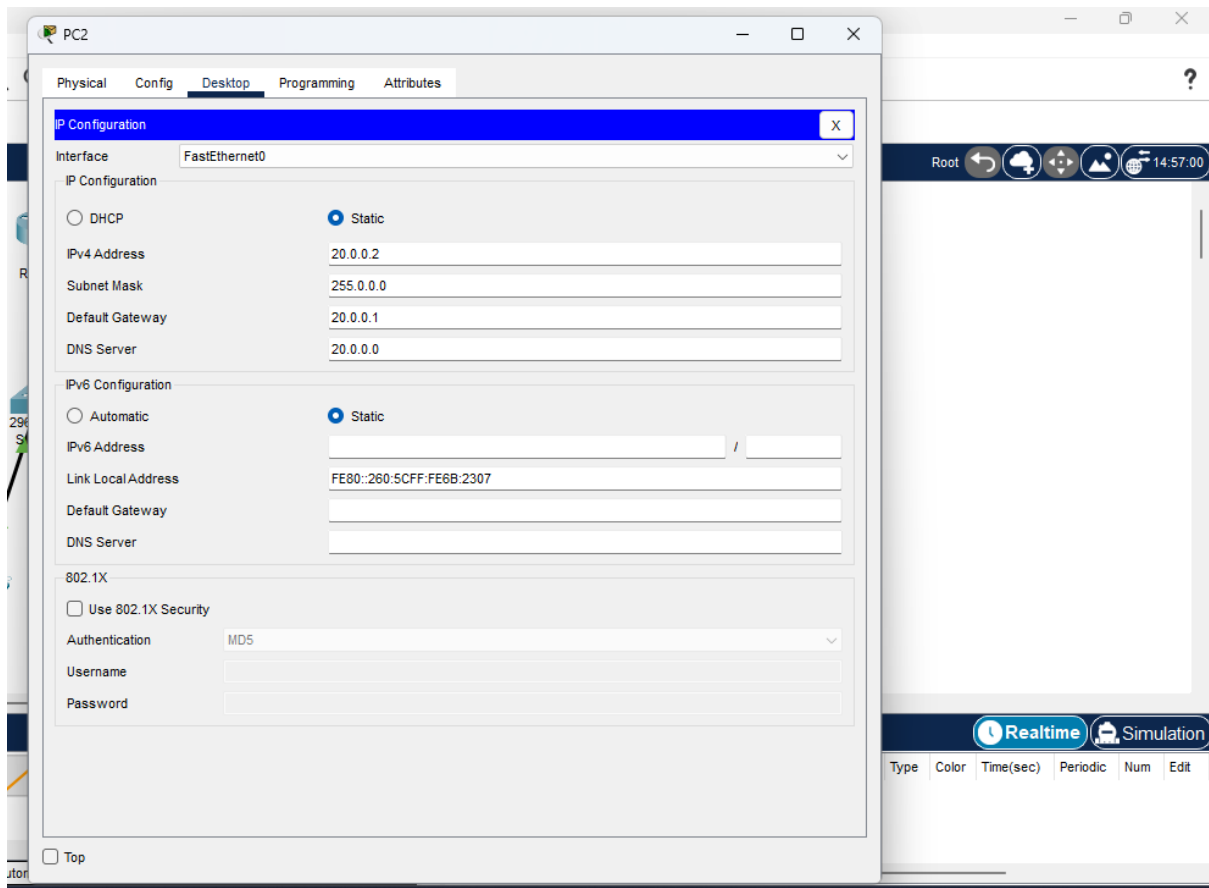 PC2
Physical Config Desktop Programming Attributes
IP Configuration X
Interface FastEthernet0
IP Configuration
DHCP Static
IPv4 Address 20.0.0.2
Subnet Mask 255.0.0.0
Default Gateway 20.0.0.1
DNS Server 20.0.0.0
IPv6 Configuration
Automatic Static
IPv6 Address /
Link Local Address FE80::260:5CFF:FE6B:2307
Default Gateway
DNS Server
802.1X
Use 802.1X Security
Authentication MD5
Username
Password
Top
?
Root 14:57:00
R
296
Realtime Simulation
Type Color Time(sec) Periodic Num Edit